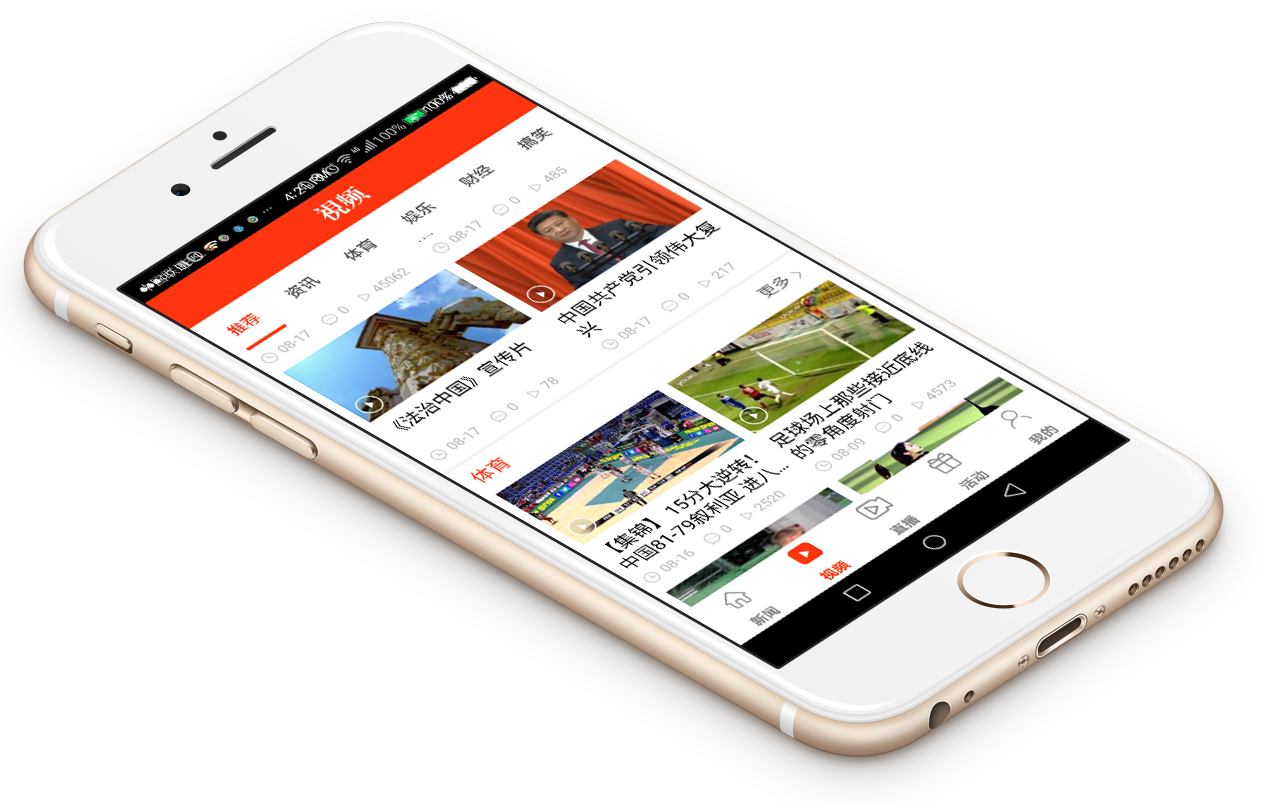 100%
100%
視频
推荐
资讯
体育
娱乐
财经
搞笑
08-17
0
45062
08-17
0
485
《法治中国》宣传片
08-17
0
78
中国共产党引领伟大复
兴
08-17
0
217
体育
更多
【集锦】15分大逆转!
中国81-79叙利亚 进八...
08-16
0
2520
足球场上那些接近底线
的零角度射门
08-09
0
4573
新闻
视频
直播
活动
我的